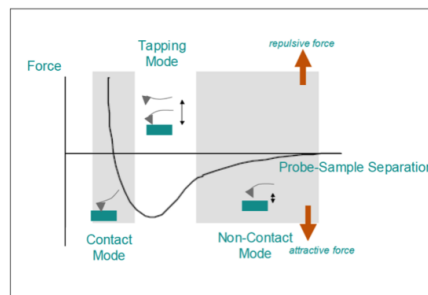 Tapping
Mode
repulsive force
Force
Probe-Sample Separation
Contact
Mode
Non-Contact
Mode
attractive force